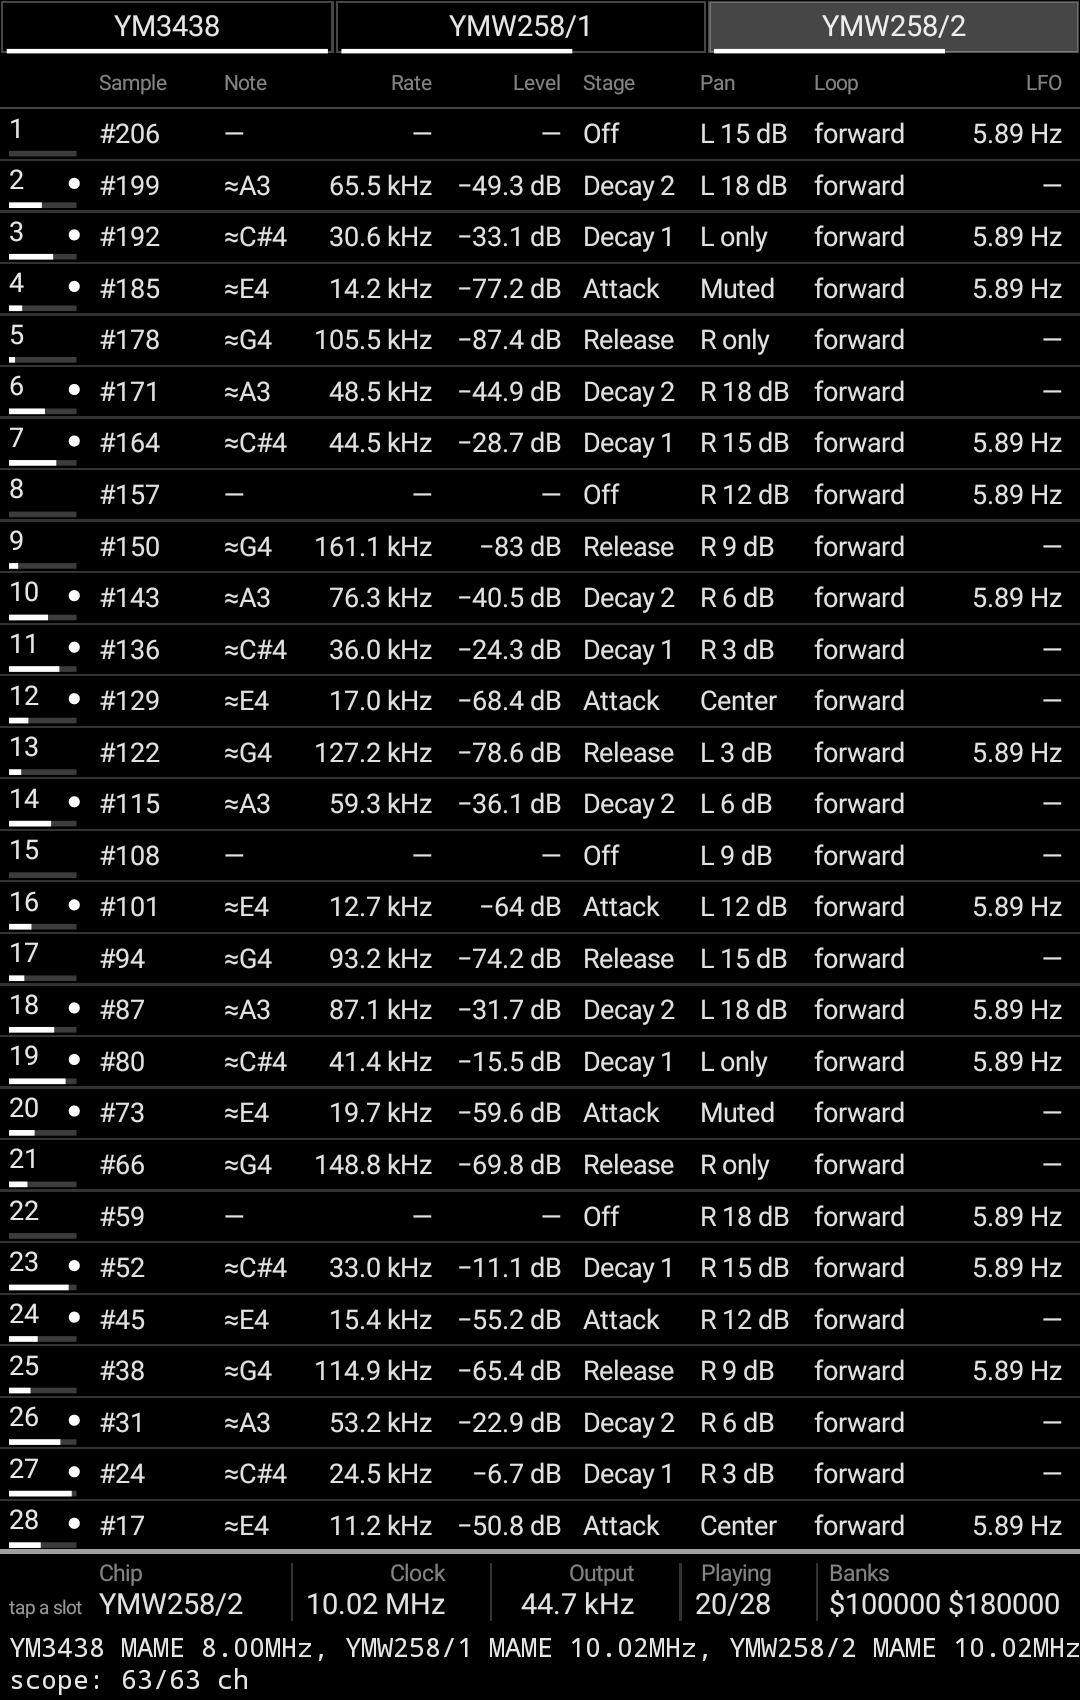 YM3438 YMW258/1 YMW258/2
Sample Note Rate Level Stage Pan Loop LFO
1 #206 — — — Off L 15 dB forward 5.89 Hz
2 #199 ≈A3 65.5 kHz −49.3 dB Decay 2 L 18 dB forward —
3 #192 ≈C#4 30.6 kHz −33.1 dB Decay 1 L only forward 5.89 Hz
4 #185 ≈E4 14.2 kHz −77.2 dB Attack Muted forward 5.89 Hz
5 #178 ≈G4 105.5 kHz −87.4 dB Release R only forward —
6 #171 ≈A3 48.5 kHz −44.9 dB Decay 2 R 18 dB forward —
7 #164 ≈C#4 44.5 kHz −28.7 dB Decay 1 R 15 dB forward 5.89 Hz
8 #157 — — — Off R 12 dB forward 5.89 Hz
9 #150 ≈G4 161.1 kHz −83 dB Release R 9 dB forward —
10 #143 ≈A3 76.3 kHz −40.5 dB Decay 2 R 6 dB forward 5.89 Hz
11 #136 ≈C#4 36.0 kHz −24.3 dB Decay 1 R 3 dB forward —
12 #129 ≈E4 17.0 kHz −68.4 dB Attack Center forward —
13 #122 ≈G4 127.2 kHz −78.6 dB Release L 3 dB forward 5.89 Hz
14 #115 ≈A3 59.3 kHz −36.1 dB Decay 2 L 6 dB forward —
15 #108 — — — Off L 9 dB forward —
16 #101 ≈E4 12.7 kHz −64 dB Attack L 12 dB forward 5.89 Hz
17 #94 ≈G4 93.2 kHz −74.2 dB Release L 15 dB forward —
18 #87 ≈A3 87.1 kHz −31.7 dB Decay 2 L 18 dB forward 5.89 Hz
19 #80 ≈C#4 41.4 kHz −15.5 dB Decay 1 L only forward 5.89 Hz
20 #73 ≈E4 19.7 kHz −59.6 dB Attack Muted forward —
21 #66 ≈G4 148.8 kHz −69.8 dB Release R only forward —
22 #59 — — — Off R 18 dB forward 5.89 Hz
23 #52 ≈C#4 33.0 kHz −11.1 dB Decay 1 R 15 dB forward 5.89 Hz
24 #45 ≈E4 15.4 kHz −55.2 dB Attack R 12 dB forward —
25 #38 ≈G4 114.9 kHz −65.4 dB Release R 9 dB forward 5.89 Hz
26 #31 ≈A3 53.2 kHz −22.9 dB Decay 2 R 6 dB forward —
27 #24 ≈C#4 24.5 kHz −6.7 dB Decay 1 R 3 dB forward —
28 #17 ≈E4 11.2 kHz −50.8 dB Attack Center forward 5.89 Hz
Chip Clock Output Playing Banks
tap a slot YMW258/2 10.02 MHz 44.7 kHz 20/28 $100000 $180000
YM3438 MAME 8.00MHz, YMW258/1 MAME 10.02MHz, YMW258/2 MAME 10.02MHz
scope: 63/63 ch